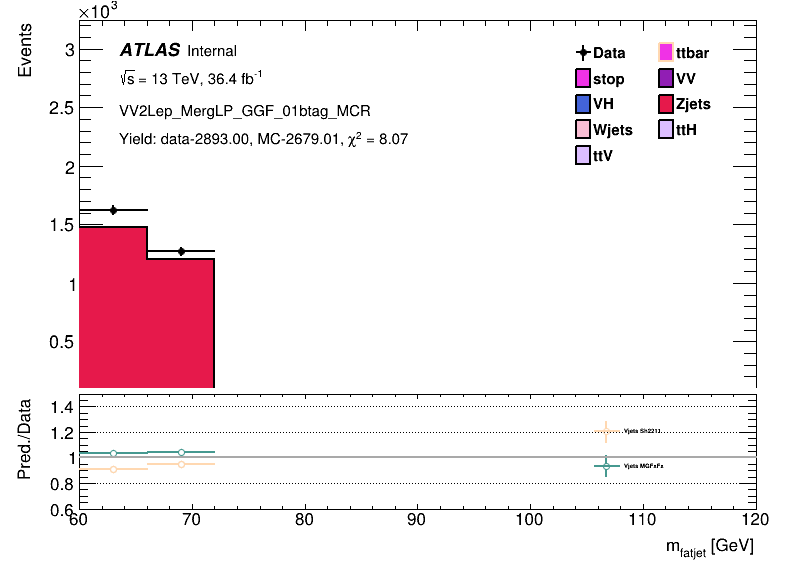 ×10³
Events
ATLAS Internal
√s = 13 TeV, 36.4 fb⁻¹
VV2Lep_MergLP_GGF_01btag_MCR
Yield: data-2893.00, MC-2679.01, χ² = 8.07
Data
ttbar
stop
VV
VH
Zjets
Wjets
ttH
ttV
3
2.5
2
1.5
1
0.5
Pred./Data
1.4
1.2
1
0.8
0.6
Vjets Sh2211
Vjets MGFxFx
60 70 80 90 100 110 120
m_fatjet [GeV]